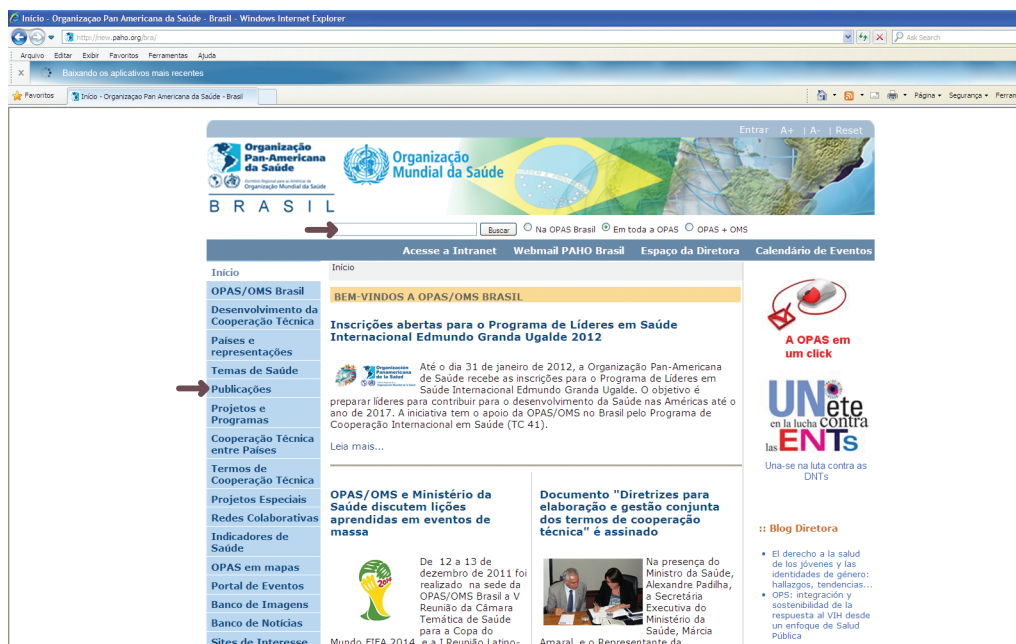 Início - Organizaçao Pan Americana da Saúde - Brasil - Windows Internet Explorer
http://new.paho.org/bra/
Ask Search
Arquivo Editar Exibir Favoritos Ferramentas Ajuda
x Baixando os aplicativos mais recentes
Favoritos Início - Organizaçao Pan Americana da Saúde - Brasil
Página Segurança Ferram
Entrar A+ | A- | Reset
Organização
Pan-Americana
da Saúde
Organização Mundial da Saúde
BRASIL
Organização
Mundial da Saúde
Buscar Na OPAS Brasil Em toda a OPAS OPAS + OMS
Acesse a Intranet Webmail PAHO Brasil Espaço da Diretora Calendário de Eventos
Início
OPAS/OMS Brasil
Desenvolvimento da
Cooperação Técnica
Países e
representações
Temas de Saúde
Publicações
Projetos e
Programas
Cooperação Técnica
entre Países
Termos de
Cooperação Técnica
Projetos Especiais
Redes Colaborativas
Indicadores de
Saúde
OPAS em mapas
Portal de Eventos
Banco de Imagens
Banco de Notícias
Sites de Interesse
Início
BEM-VINDOS A OPAS/OMS BRASIL
Inscrições abertas para o Programa de Líderes em Saúde
Internacional Edmundo Granda Ugalde 2012
Até o dia 31 de janeiro de 2012, a Organização Pan-Americana
de Saúde recebe as inscrições para o Programa de Líderes em
Saúde Internacional Edmundo Granda Ugalde. O objetivo é
preparar líderes para contribuir para o desenvolvimento da Saúde nas Américas até o
ano de 2017. A iniciativa tem o apoio da OPAS/OMS no Brasil pelo Programa de
Cooperação Internacional em Saúde (TC 41).
Leia mais...
OPAS/OMS e Ministério da
Saúde discutem lições
aprendidas em eventos de
massa
De 12 a 13 de
dezembro de 2011 foi
realizado na sede da
OPAS/OMS Brasil a V
Reunião da Câmara
Temática de Saúde
para a Copa do
Mundo FIFA 2014, e a I Reunião Latino-
Documento "Diretrizes para
elaboração e gestão conjunta
dos termos de cooperação
técnica" é assinado
Na presença do
Ministro da Saúde,
Alexandre Padilha,
a Secretária
Executiva do
Ministério da
Saúde, Márcia
Amaral, e o Representante da
A OPAS em
um click
UNete
en la lucha contra
las ENTs
Una-se na luta contra as
DNTs
:: Blog Diretora
El derecho a la salud
de los jóvenes y las
identidades de género:
hallazgos, tendencias...
OPS: integración y
sostenibilidad de la
respuesta al VIH desde
un enfoque de Salud
Pública